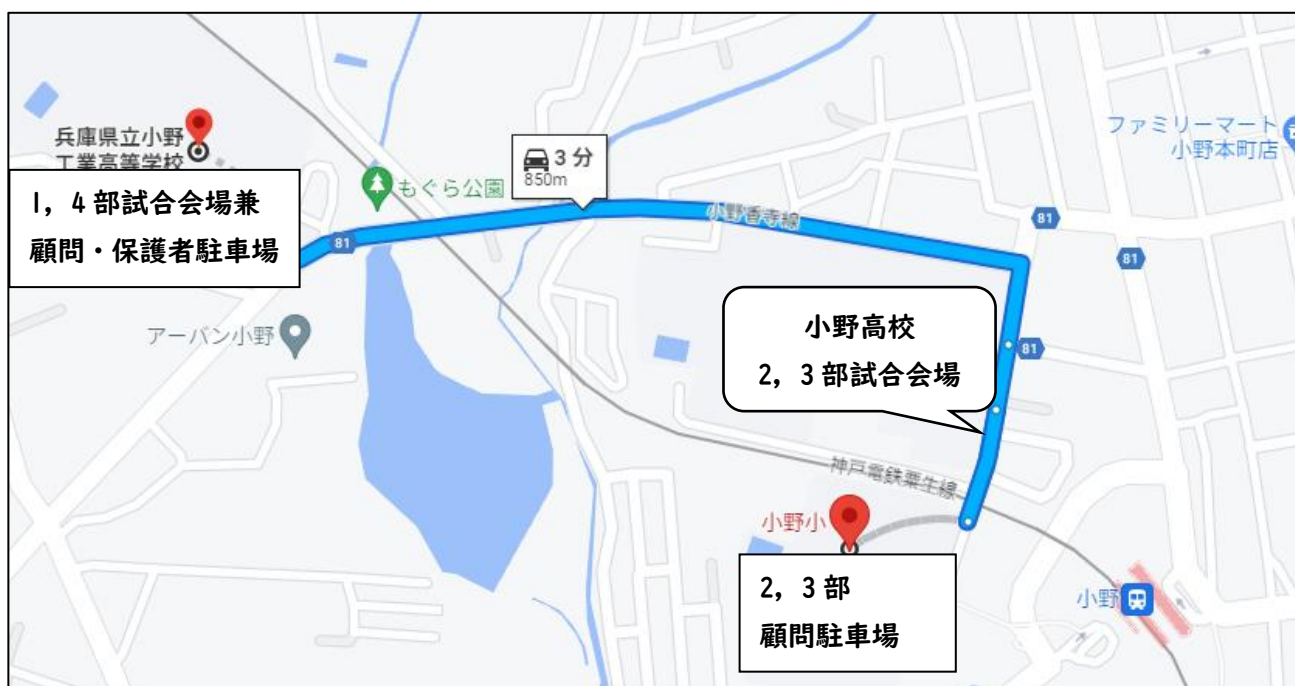 兵庫県立小野
工業高等学校
1, 4部試合会場兼
顧問・保護者駐車場
もぐら公園
3 分
850m
小野香寺線
ファミリーマート
小野本町店
81
81
81
81
アーバン小野
小野高校
2, 3部試合会場
神戸電鉄粟生線
小野小
2, 3部
顧問駐車場
小野